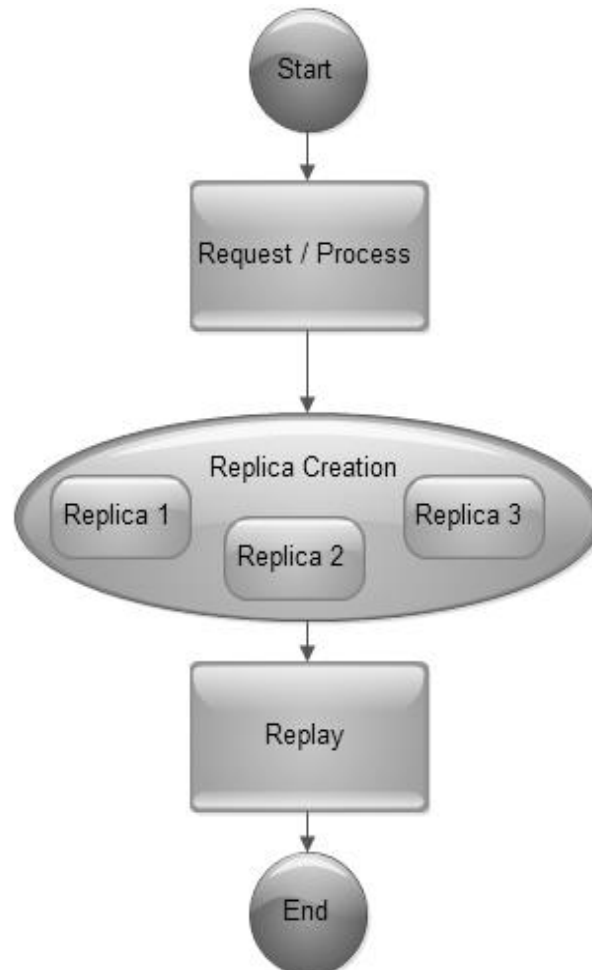 Start
Request / Process
Replica Creation
Replica 1
Replica 2
Replica 3
Replay
End